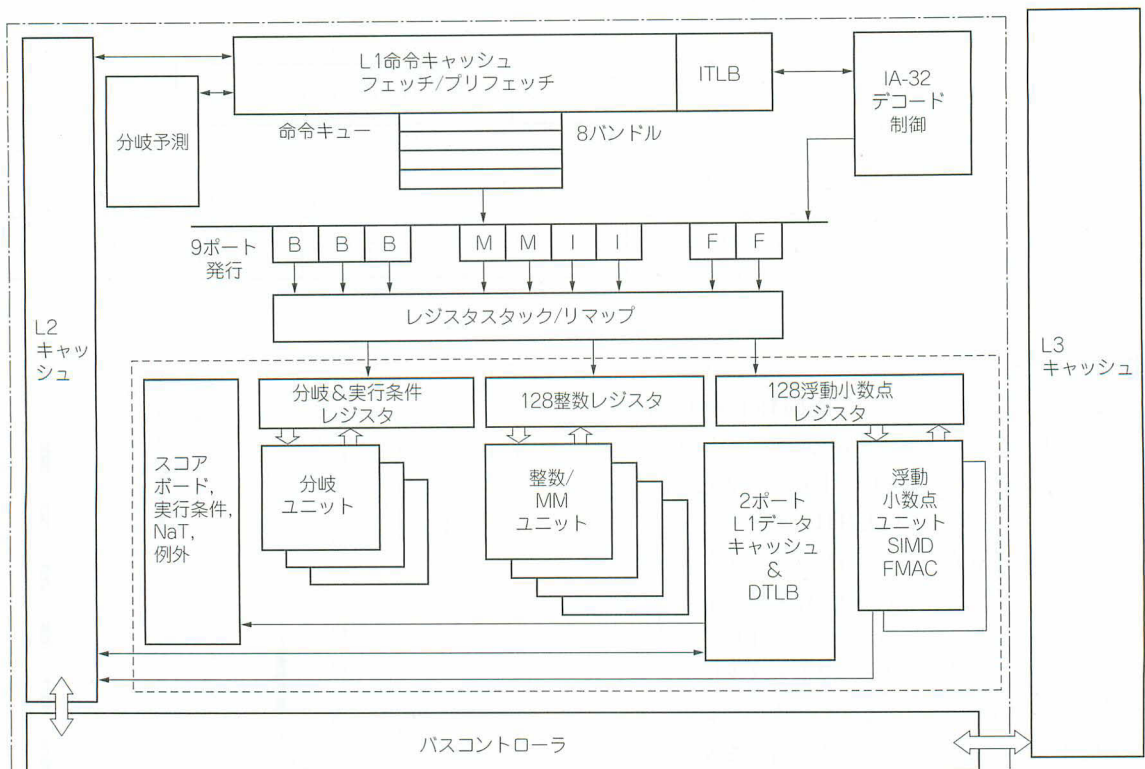 L1命令キャッシュ
フェッチ/プリフェッチ
ITLB
IA-32
デコード
制御
分岐予測
命令キュー
8バンドル
9ポート
発行
B
B
B
M
M
I
I
F
F
レジスタスタック/リマップ
L2
キャッ
シュ
L3
キャッシュ
分岐&実行条件
レジスタ
128整数レジスタ
128浮動小数点
レジスタ
スコア
ボード,
実行条件,
NaT,
例外
分岐
ユニット
整数/
MM
ユニット
2ポート
L1データ
キャッシュ
&
DTLB
浮動
小数点
ユニット
SIMD
FMAC
バスコントローラ